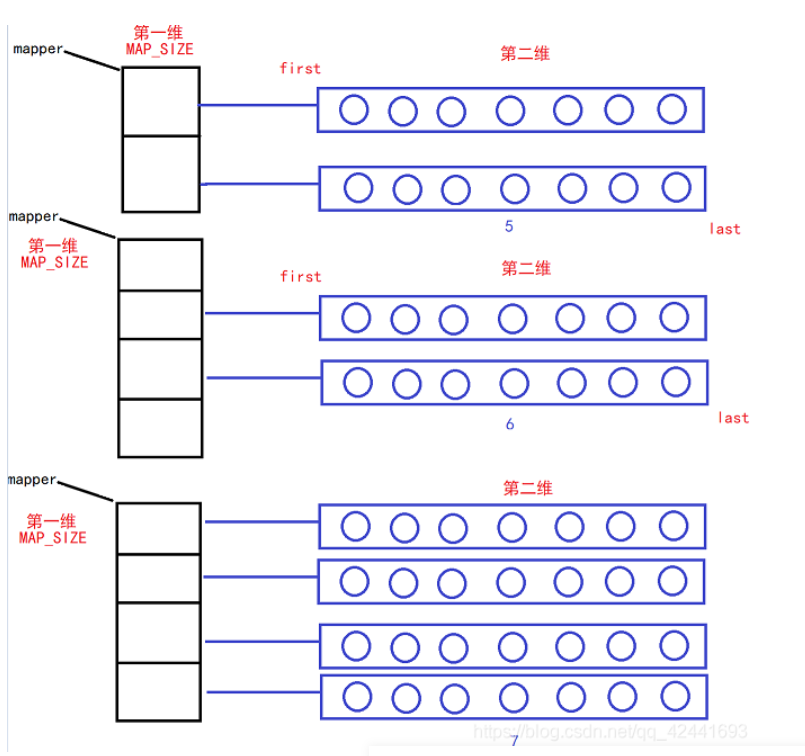 第一维
MAP_SIZE
mapper
第二维
first
5
last
mapper
第一维
MAP_SIZE
第二维
first
6
last
mapper
第二维
第一维
MAP_SIZE
https://blog.csdn.net/qq_42441693
7